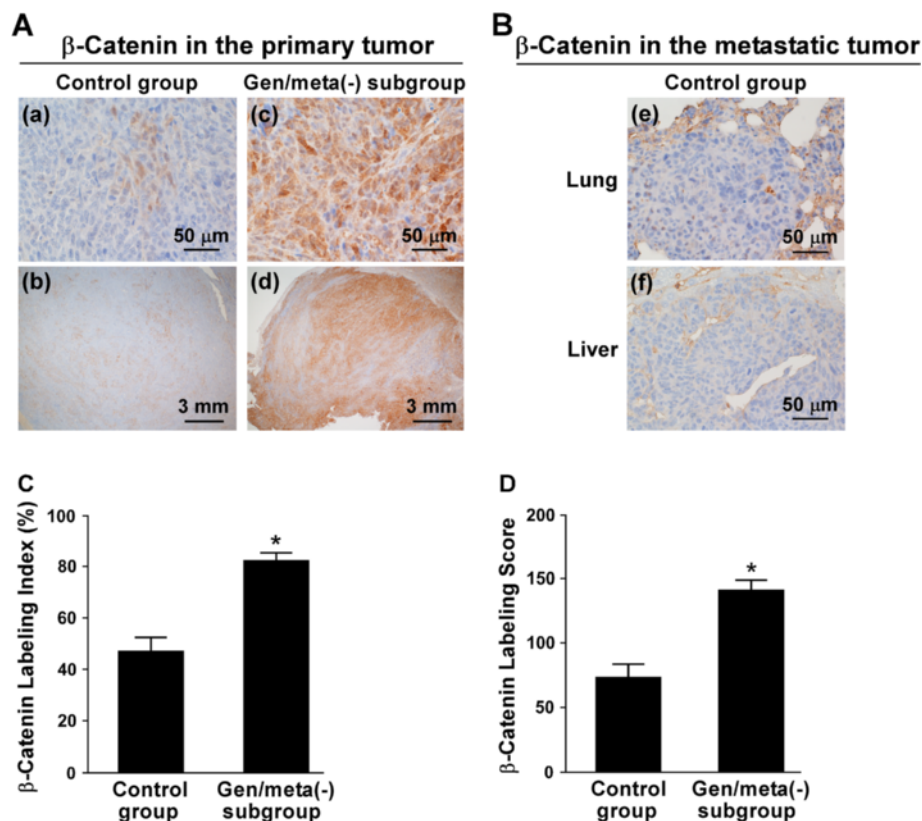 A
β-Catenin in the primary tumor
Control group
Gen/meta(-) subgroup
(a)
50 μm
(c)
50 μm
(b)
3 mm
(d)
3 mm
B
β-Catenin in the metastatic tumor
Control group
Lung
(e)
50 μm
Liver
(f)
50 μm
C
β-Catenin Labeling Index (%)
100
80
60
40
20
0
*
Control
group
Gen/meta(-)
subgroup
D
β-Catenin Labeling Score
200
150
100
50
0
*
Control
group
Gen/meta(-)
subgroup